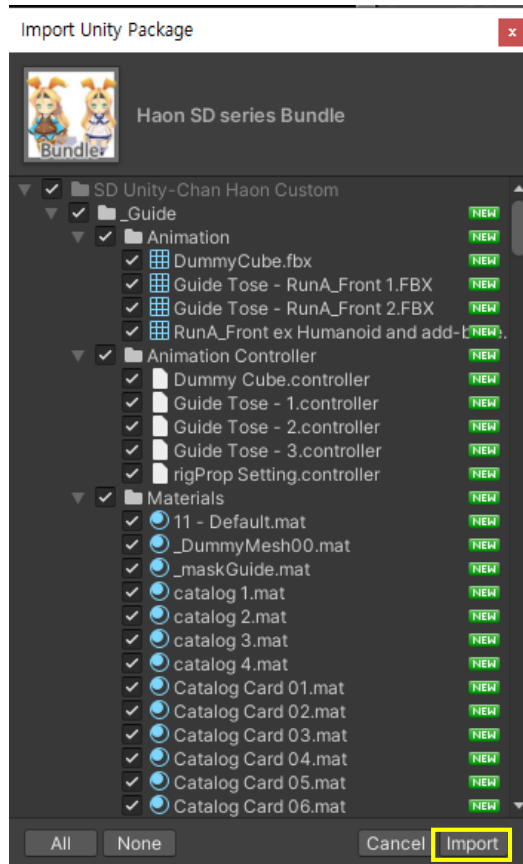 Import Unity Package
x
Bundle
Haon SD series Bundle
SD Unity-Chan Haon Custom
_Guide NEW
Animation NEW
DummyCube.fbx NEW
Guide Tose - RunA_Front 1.FBX NEW
Guide Tose - RunA_Front 2.FBX NEW
RunA_Front ex Humanoid and NEW
Animation Controller NEW
Dummy Cube.controller NEW
Guide Tose - 1.controller NEW
Guide Tose - 2.controller NEW
Guide Tose - 3.controller NEW
rigProp Setting.controller NEW
Materials NEW
11 - Default.mat NEW
_DummyMesh00.mat NEW
_maskGuide.mat NEW
catalog 1.mat NEW
catalog 2.mat NEW
catalog 3.mat NEW
catalog 4.mat NEW
Catalog Card 01.mat NEW
Catalog Card 02.mat NEW
Catalog Card 03.mat NEW
Catalog Card 04.mat NEW
Catalog Card 05.mat NEW
Catalog Card 06.mat NEW
All None Cancel Import